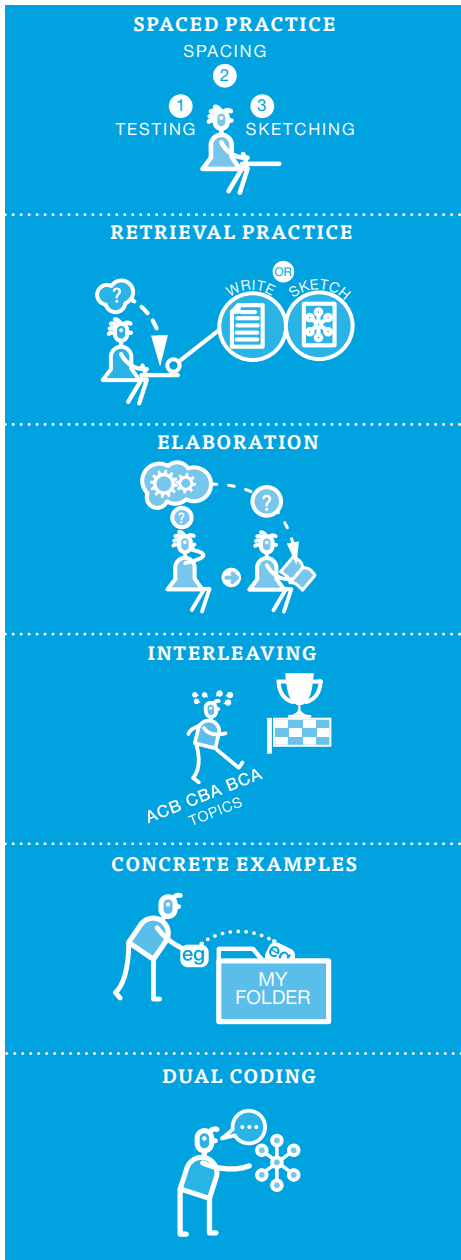 SPACED PRACTICE
SPACING
2
1
3
TESTING
SKETCHING
RETRIEVAL PRACTICE
?
WRITE OR SKETCH
ELABORATION
?
?
INTERLEAVING
ACB CBA BCA
TOPICS
CONCRETE EXAMPLES
eg
eg
MY
FOLDER
DUAL CODING